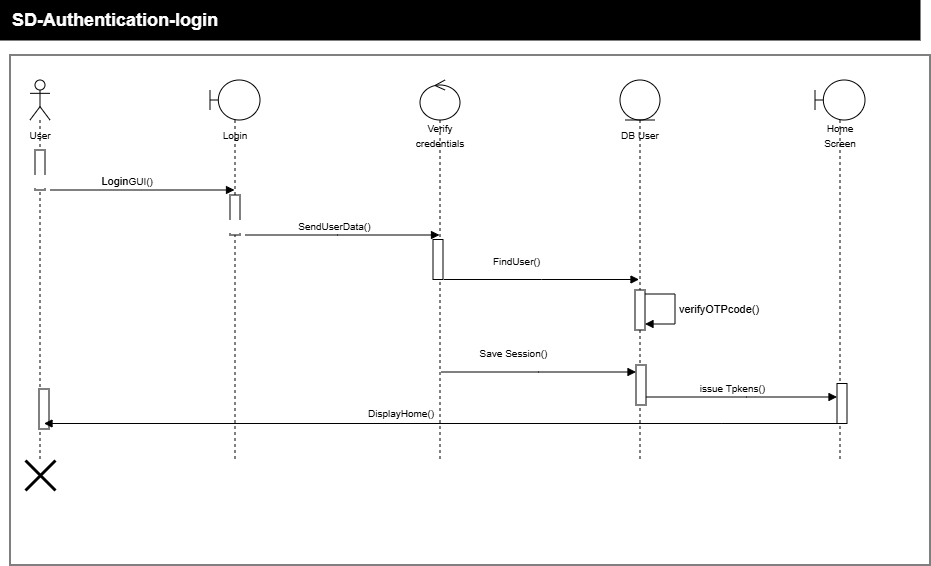 SD-Authentication-login
User
Login
Verify
credentials
DB User
Home
Screen
LoginGUI()
SendUserData()
FindUser()
verifyOTPcode()
Save Session()
issue Tpkens()
DisplayHome()